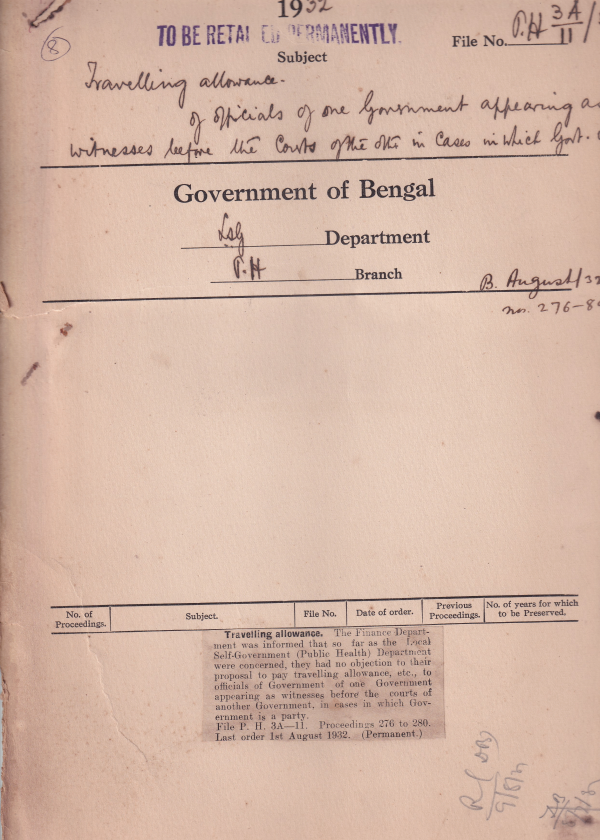 1932
TO BE RETAINED PERMANENTLY.
File No. P.H 3A/11/
8
Subject
Travelling allowance.
of officials of one Government appearing as
witnesses before the Courts of the other in cases in which Govt.
Government of Bengal
LSG Department
P.H Branch
B. August/32
nos. 276-80
No. of Proceedings. Subject. File No. Date of order. Previous Proceedings. No. of years for which to be Preserved.
Travelling allowance. The Finance Depart-
ment was informed that so far as the Local
Self-Government (Public Health) Department
were concerned, they had no objection to their
proposal to pay travelling allowance, etc., to
officials of Government of one Government
appearing as witnesses before the courts of
another Government, in cases in which Gov-
ernment is a party.
File P. H. 3A—11. Proceedings 276 to 280.
Last order 1st August 1932. (Permanent.)